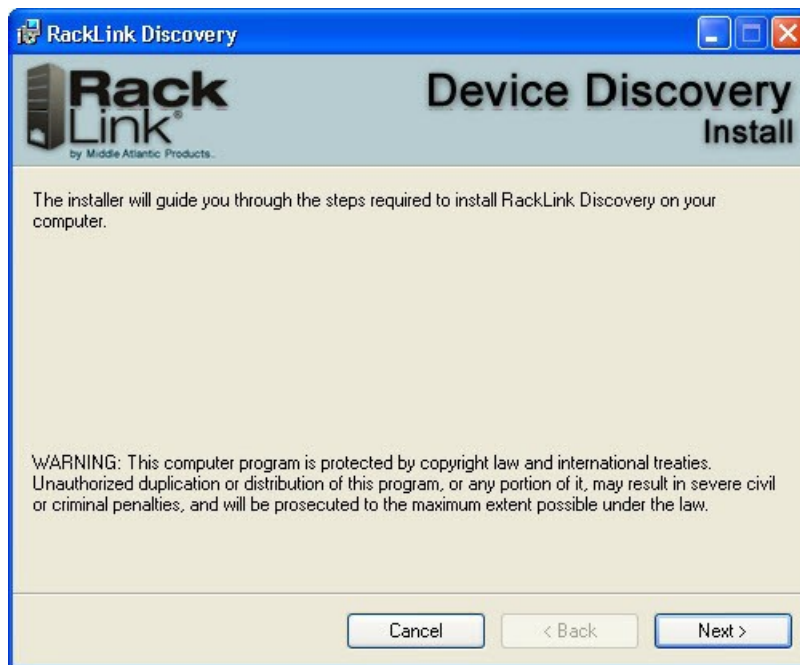 RackLink Discovery
Rack
Link®
by Middle Atlantic Products.
Device Discovery
Install
The installer will guide you through the steps required to install RackLink Discovery on your
computer.
WARNING: This computer program is protected by copyright law and international treaties.
Unauthorized duplication or distribution of this program, or any portion of it, may result in severe civil
or criminal penalties, and will be prosecuted to the maximum extent possible under the law.
Cancel
< Back
Next >